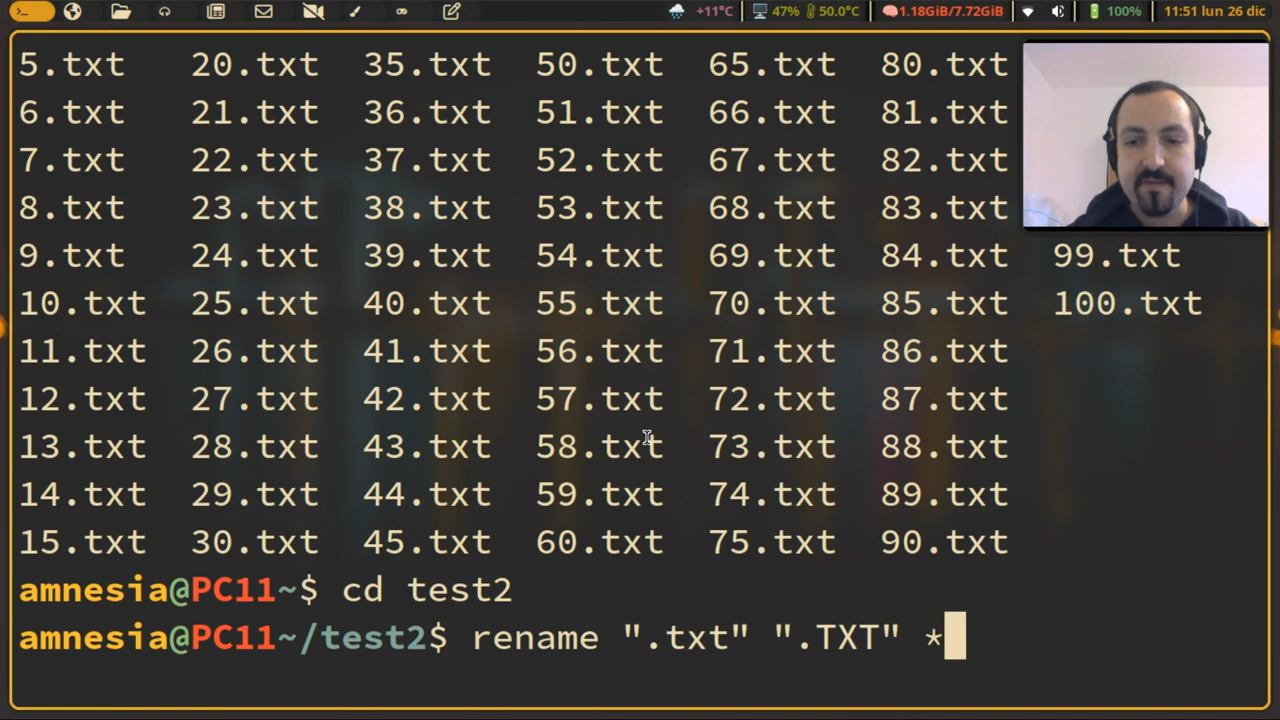 +11°C 47% 50.0°C 1.18GiB/7.72GiB 100% 11:51 lun 26 dic
5.txt 20.txt 35.txt 50.txt 65.txt 80.txt
6.txt 21.txt 36.txt 51.txt 66.txt 81.txt
7.txt 22.txt 37.txt 52.txt 67.txt 82.txt
8.txt 23.txt 38.txt 53.txt 68.txt 83.txt
9.txt 24.txt 39.txt 54.txt 69.txt 84.txt 99.txt
10.txt 25.txt 40.txt 55.txt 70.txt 85.txt 100.txt
11.txt 26.txt 41.txt 56.txt 71.txt 86.txt
12.txt 27.txt 42.txt 57.txt 72.txt 87.txt
13.txt 28.txt 43.txt 58.txt 73.txt 88.txt
14.txt 29.txt 44.txt 59.txt 74.txt 89.txt
15.txt 30.txt 45.txt 60.txt 75.txt 90.txt
amnesia@PC11~$ cd test2
amnesia@PC11~/test2$ rename ".txt" ".TXT" *